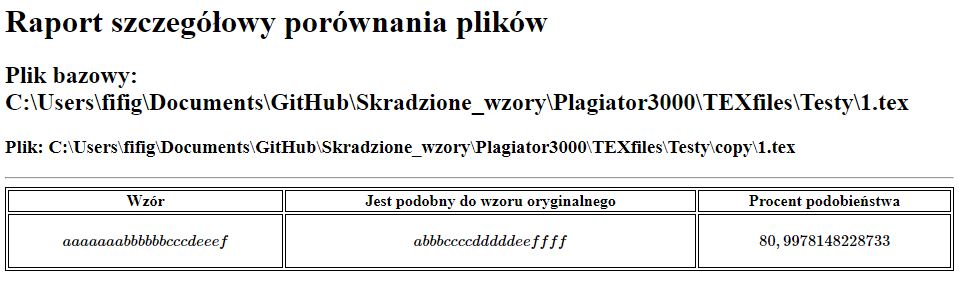 Raport szczegółowy porównania plików
Plik bazowy:
C:\Users\fifig\Documents\GitHub\Skradzione_wzory\Plagiator3000\TEXfiles\Testy\1.tex
Plik: C:\Users\fifig\Documents\GitHub\Skradzione_wzory\Plagiator3000\TEXfiles\Testy\copy\1.tex
Wzór Jest podobny do wzoru oryginalnego Procent podobieństwa
aaaaaaabbbbbbcccdeeef abbbccccdddddeeffff 80,9978148228733